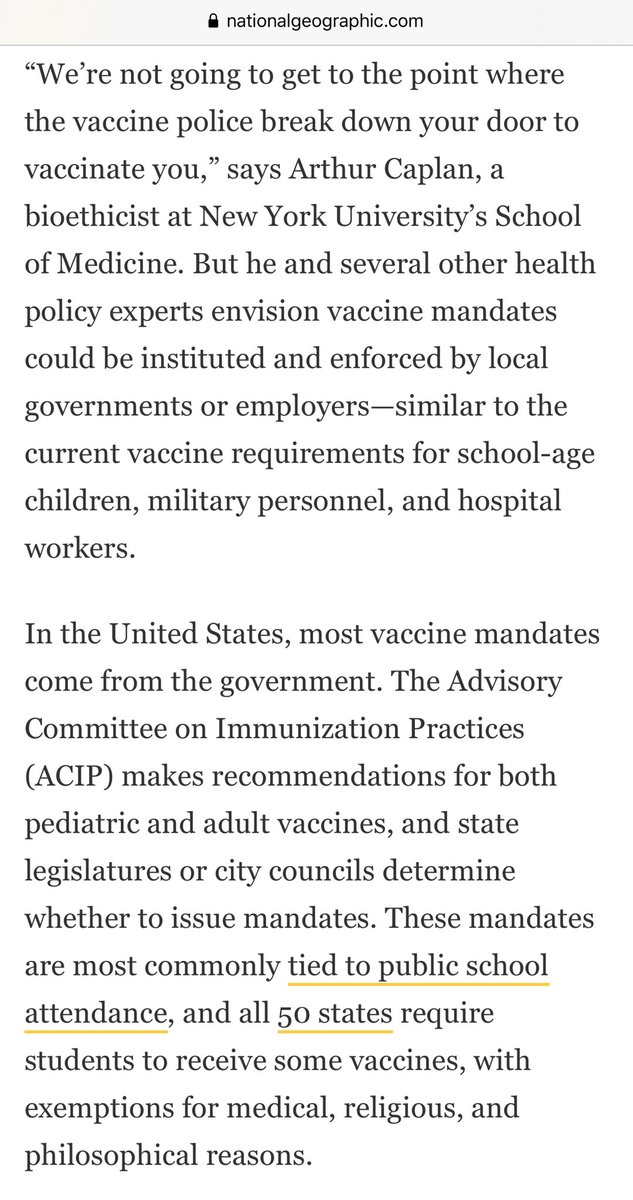 nationalgeographic.com
“We’re not going to get to the point where
the vaccine police break down your door to
vaccinate you,” says Arthur Caplan, a
bioethicist at New York University’s School
of Medicine. But he and several other health
policy experts envision vaccine mandates
could be instituted and enforced by local
governments or employers—similar to the
current vaccine requirements for school-age
children, military personnel, and hospital
workers.
In the United States, most vaccine mandates
come from the government. The Advisory
Committee on Immunization Practices
(ACIP) makes recommendations for both
pediatric and adult vaccines, and state
legislatures or city councils determine
whether to issue mandates. These mandates
are most commonly tied to public school
attendance, and all 50 states require
students to receive some vaccines, with
exemptions for medical, religious, and
philosophical reasons.